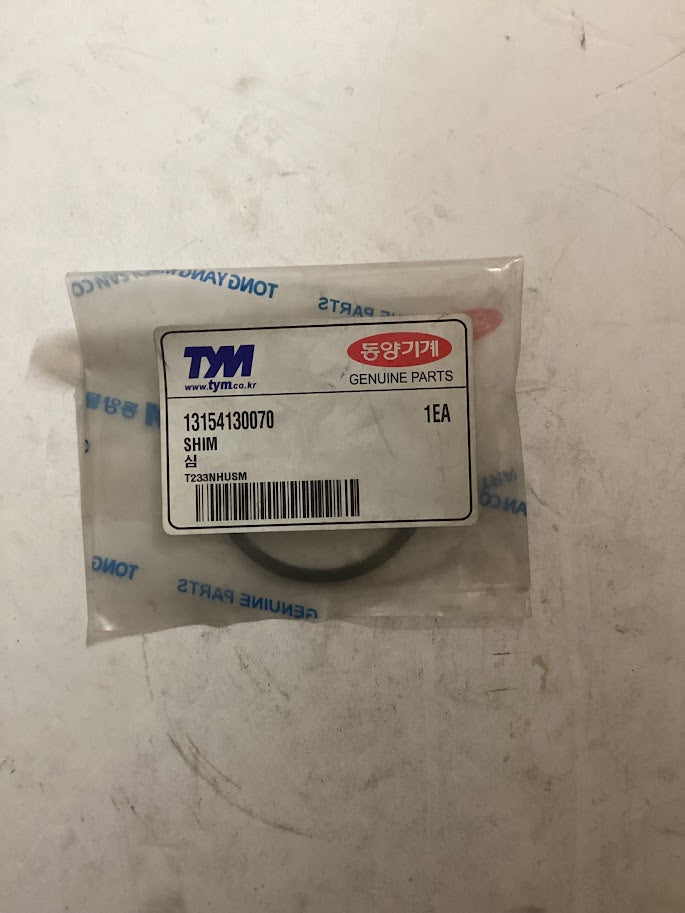 TONGYANG
GENUINE PARTS
TYM
www.tym.co.kr
동양기계
GENUINE PARTS
13154130070
1EA
SHIM
심
T233NHUSM
TONG
GENUINE PARTS